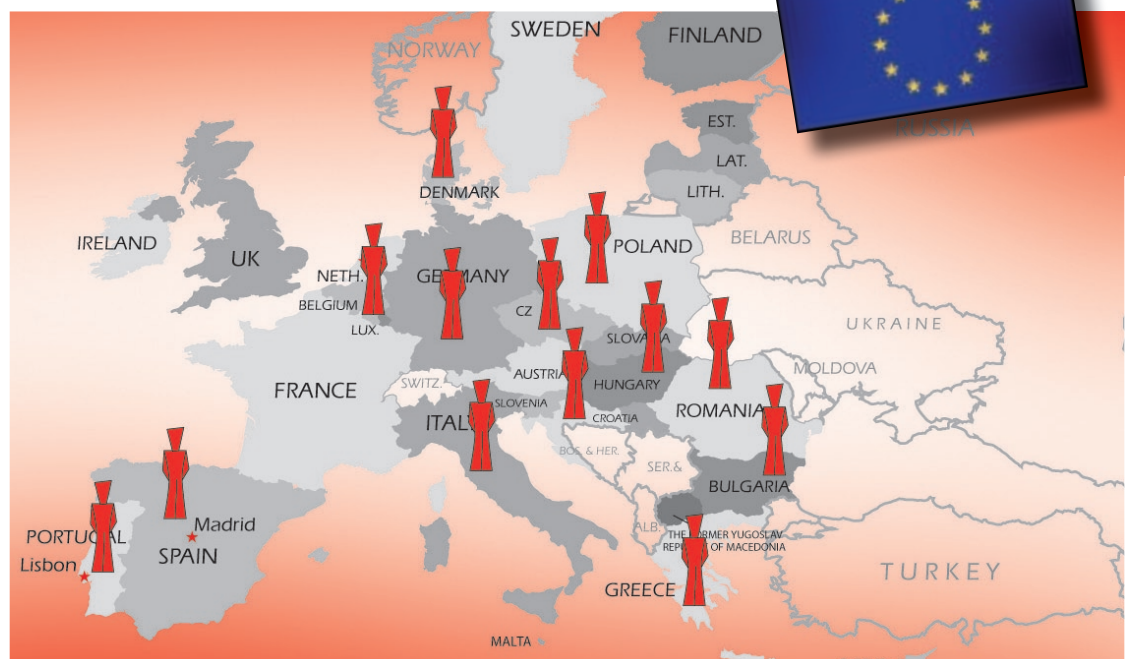 SWEDEN
FINLAND
NORWAY
EST.
RUSSIA
LAT.
DENMARK
LITH.
IRELAND
UK
NETH.
GERMANY
POLAND
BELARUS
BELGIUM
LUX.
CZ
SLOVAKIA
UKRAINE
FRANCE
SWITZ.
AUSTRIA
HUNGARY
MOLDOVA
SLOVENIA
ITALY
CROATIA
ROMANIA
BOS. & HER.
SER.&
BULGARIA
PORTUGAL
Madrid
SPAIN
Lisbon
ALB.
THE FORMER YUGOSLAV
REPUBLIC OF MACEDONIA
GREECE
TURKEY
MALTA